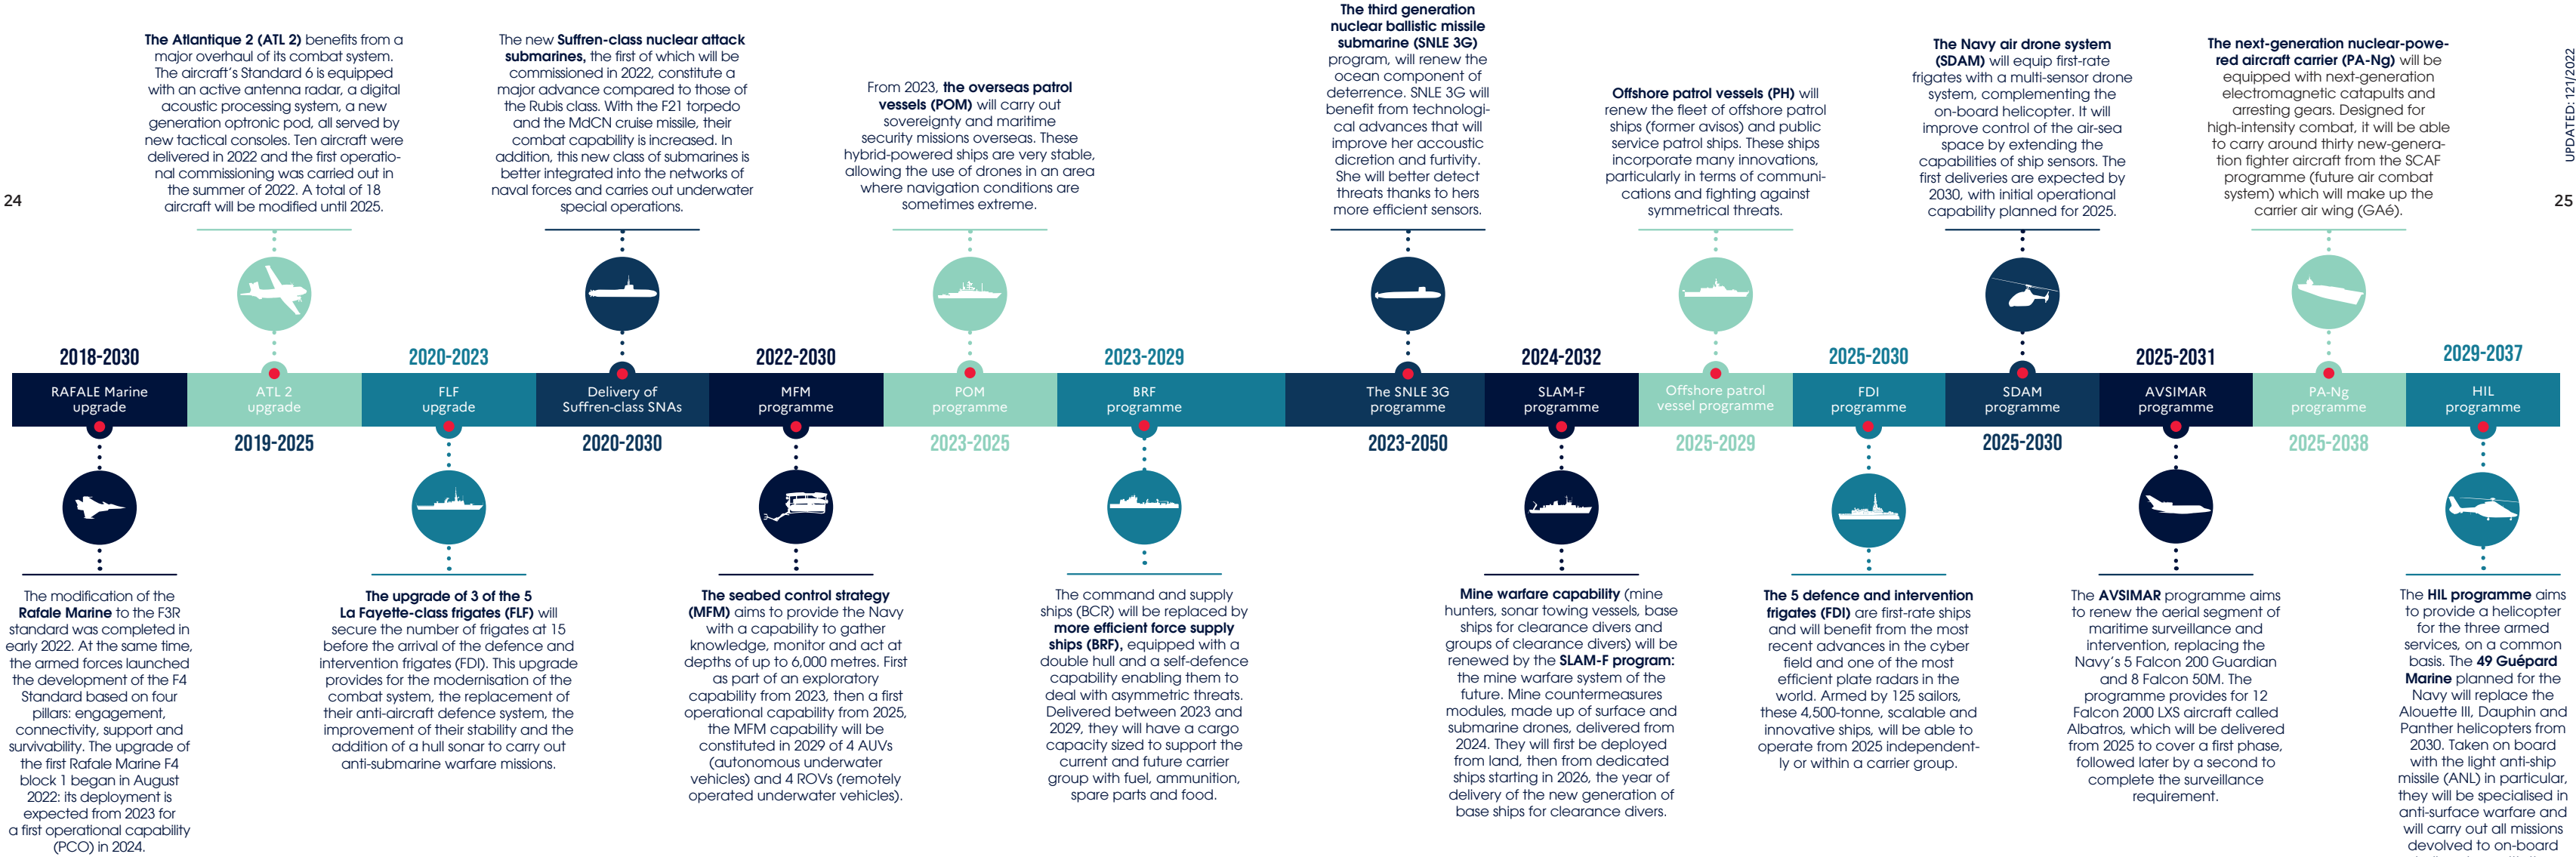 24
The Atlantique 2 (ATL 2) benefits from a
major overhaul of its combat system.
The aircraft's Standard 6 is equipped
with an active antenna radar, a digital
acoustic processing system, a new
generation optronic pod, all served by
new tactical consoles. Ten aircraft were
delivered in 2022 and the first operatio-
nal commissioning was carried out in
the summer of 2022. A total of 18
aircraft will be modified until 2025.
The new Suffren-class nuclear attack
submarines, the first of which will be
commissioned in 2022, constitute a
major advance compared to those of
the Rubis class. With the F21 torpedo
and the MdCN cruise missile, their
combat capability is increased. In
addition, this new class of submarines is
better integrated into the networks of
naval forces and carries out underwater
special operations.
From 2023, the overseas patrol
vessels (POM) will carry out
sovereignty and maritime
security missions overseas. These
hybrid-powered ships are very stable,
allowing the use of drones in an area
where navigation conditions are
sometimes extreme.
The third generation
nuclear ballistic missile
submarine (SNLE 3G)
program, will renew the
ocean component of
deterrence. SNLE 3G will
benefit from technologi-
cal advances that will
improve her accoustic
dicretion and furtivity.
She will better detect
threats thanks to hers
more efficient sensors.
Offshore patrol vessels (PH) will
renew the fleet of offshore patrol
ships (former avisos) and public
service patrol ships. These ships
incorporate many innovations,
particularly in terms of communi-
cations and fighting against
symmetrical threats.
The Navy air drone system
(SDAM) will equip first-rate
frigates with a multi-sensor drone
system, complementing the
on-board helicopter. It will
improve control of the air-sea
space by extending the
capabilities of ship sensors. The
first deliveries are expected by
2030, with initial operational
capability planned for 2025.
The next-generation nuclear-powe-
red aircraft carrier (PA-Ng) will be
equipped with next-generation
electromagnetic catapults and
arresting gears. Designed for
high-intensity combat, it will be able
to carry around thirty new-genera-
tion fighter aircraft from the SCAF
programme (future air combat
system) which will make up the
carrier air wing (GAé).
UPDATED: 121/2022
25
2018-2030
RAFALE Marine
upgrade
ATL 2
upgrade
2019-2025
2020-2023
FLF
upgrade
Delivery of
Suffren-class SNAs
2020-2030
2022-2030
MFM
programme
POM
programme
2023-2025
2023-2029
BRF
programme
The SNLE 3G
programme
2023-2050
2024-2032
SLAM-F
programme
Offshore patrol
vessel programme
2025-2029
2025-2030
FDI
programme
SDAM
programme
2025-2030
2025-2031
AVSIMAR
programme
PA-Ng
programme
2025-2038
2029-2037
HIL
programme
The modification of the
Rafale Marine to the F3R
standard was completed in
early 2022. At the same time,
the armed forces launched
the development of the F4
Standard based on four
pillars: engagement,
connectivity, support and
survivability. The upgrade of
the first Rafale Marine F4
block 1 began in August
2022: its deployment is
expected from 2023 for
a first operational capability
(PCO) in 2024.
The upgrade of 3 of the 5
La Fayette-class frigates (FLF) will
secure the number of frigates at 15
before the arrival of the defence and
intervention frigates (FDI). This upgrade
provides for the modernisation of the
combat system, the replacement of
their anti-aircraft defence system, the
improvement of their stability and the
addition of a hull sonar to carry out
anti-submarine warfare missions.
The seabed control strategy
(MFM) aims to provide the Navy
with a capability to gather
knowledge, monitor and act at
depths of up to 6,000 metres. First
as part of an exploratory
capability from 2023, then a first
operational capability from 2025,
the MFM capability will be
constituted in 2029 of 4 AUVs
(autonomous underwater
vehicles) and 4 ROVs (remotely
operated underwater vehicles).
The command and supply
ships (BCR) will be replaced by
more efficient force supply
ships (BRF), equipped with a
double hull and a self-defence
capability enabling them to
deal with asymmetric threats.
Delivered between 2023 and
2029, they will have a cargo
capacity sized to support the
current and future carrier
group with fuel, ammunition,
spare parts and food.
Mine warfare capability (mine
hunters, sonar towing vessels, base
ships for clearance divers and
groups of clearance divers) will be
renewed by the SLAM-F program:
the mine warfare system of the
future. Mine countermeasures
modules, made up of surface and
submarine drones, delivered from
2024. They will first be deployed
from land, then from dedicated
ships starting in 2026, the year of
delivery of the new generation of
base ships for clearance divers.
The 5 defence and intervention
frigates (FDI) are first-rate ships
and will benefit from the most
recent advances in the cyber
field and one of the most
efficient plate radars in the
world. Armed by 125 sailors,
these 4,500-tonne, scalable and
innovative ships, will be able to
operate from 2025 independent-
ly or within a carrier group.
The AVSIMAR programme aims
to renew the aerial segment of
maritime surveillance and
intervention, replacing the
Navy's 5 Falcon 200 Guardian
and 8 Falcon 50M. The
programme provides for 12
Falcon 2000 LXS aircraft called
Albatros, which will be delivered
from 2025 to cover a first phase,
followed later by a second to
complete the surveillance
requirement.
The HIL programme aims
to provide a helicopter
for the three armed
services, on a common
basis. The 49 Guépard
Marine planned for the
Navy will replace the
Alouette III, Dauphin and
Panther helicopters from
2030. Taken on board
with the light anti-ship
missile (ANL) in particular,
they will be specialised in
anti-surface warfare and
will carry out all missions
devolved to on-board